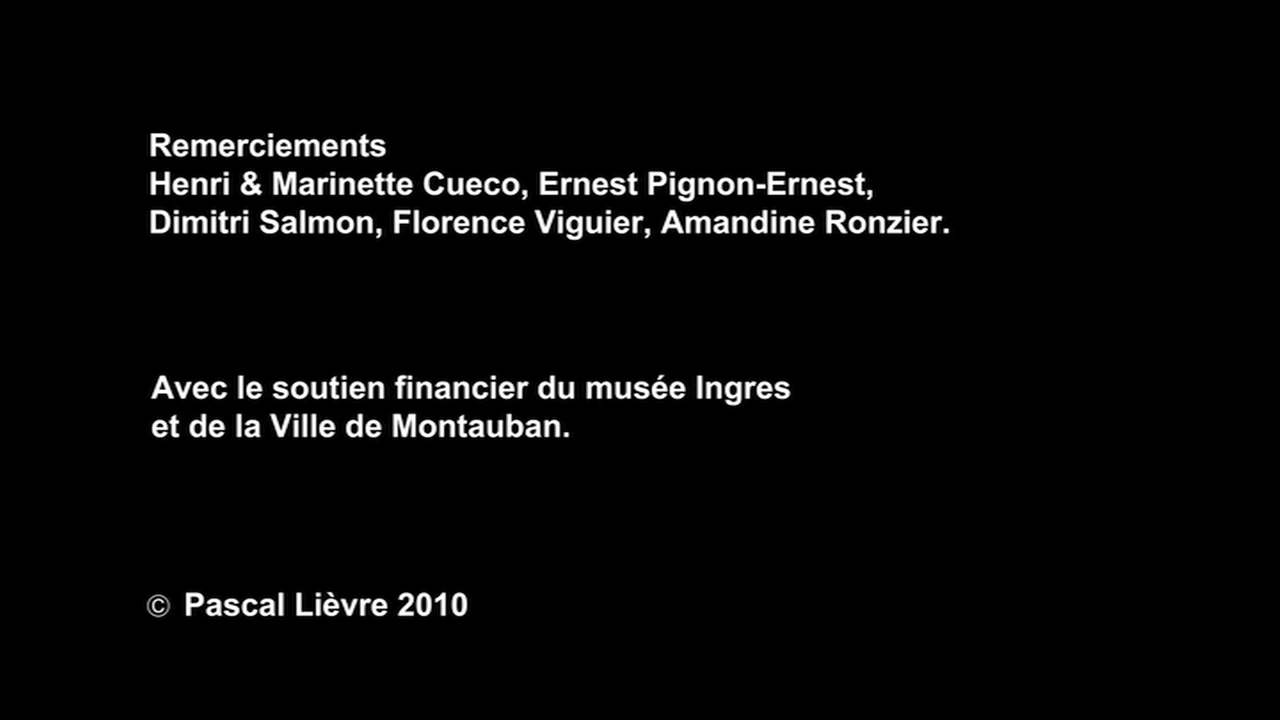 Remerciements
Henri & Marinette Cueco, Ernest Pignon-Ernest,
Dimitri Salmon, Florence Viguier, Amandine Ronzier.
Avec le soutien financier du musée Ingres
et de la Ville de Montauban.
© Pascal Lièvre 2010